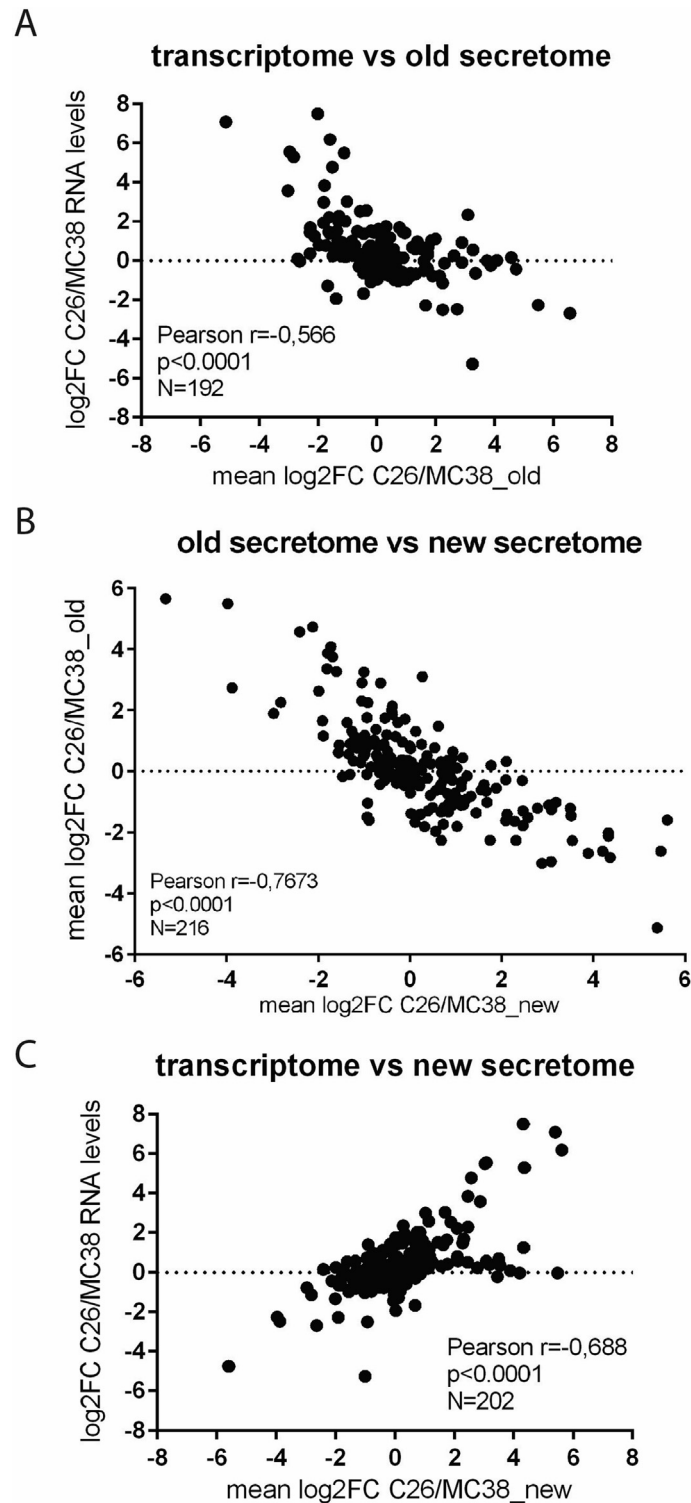 A
transcriptome vs old secretome
log2FC C26/MC38 RNA levels
8
6
4
2
0
-2
-4
-6
-8
Pearson r=-0,566
p<0.0001
N=192
-8 -6 -4 -2 0 2 4 6 8
mean log2FC C26/MC38_old
B
old secretome vs new secretome
mean log2FC C26/MC38_old
6
4
2
0
-2
-4
-6
Pearson r=-0,7673
p<0.0001
N=216
-6 -4 -2 0 2 4 6
mean log2FC C26/MC38_new
C
transcriptome vs new secretome
log2FC C26/MC38 RNA levels
8
6
4
2
0
-2
-4
-6
-8
Pearson r=-0,688
p<0.0001
N=202
-8 -6 -4 -2 0 2 4 6 8
mean log2FC C26/MC38_new